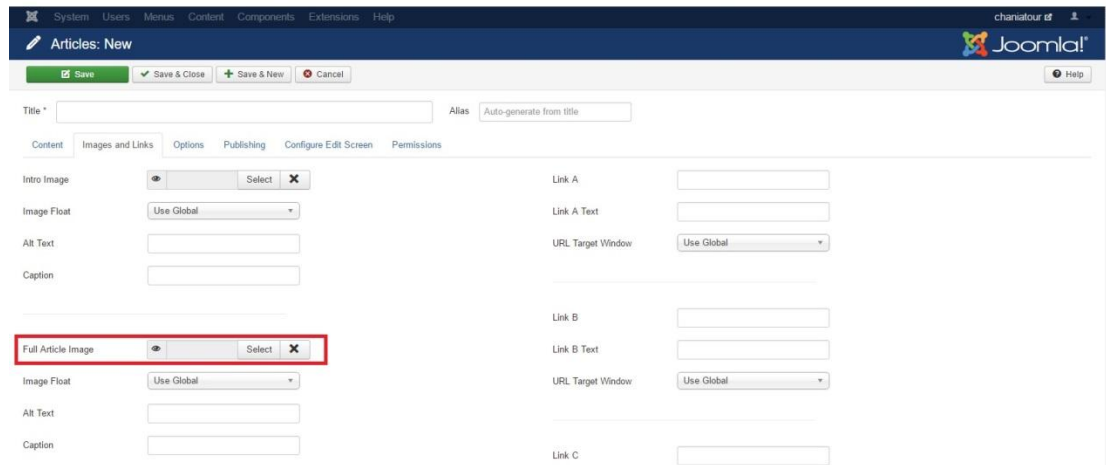 System Users Menus Content Components Extensions Help chaniatour
Articles: New Joomla!®
Save Save & Close Save & New Cancel Help
Title * Alias Auto-generate from title
Content Images and Links Options Publishing Configure Edit Screen Permissions
Intro Image Select Link A
Image Float Use Global Link A Text
Alt Text URL Target Window Use Global
Caption
Link B
Full Article Image Select Link B Text
Image Float Use Global URL Target Window Use Global
Alt Text
Caption
Link C